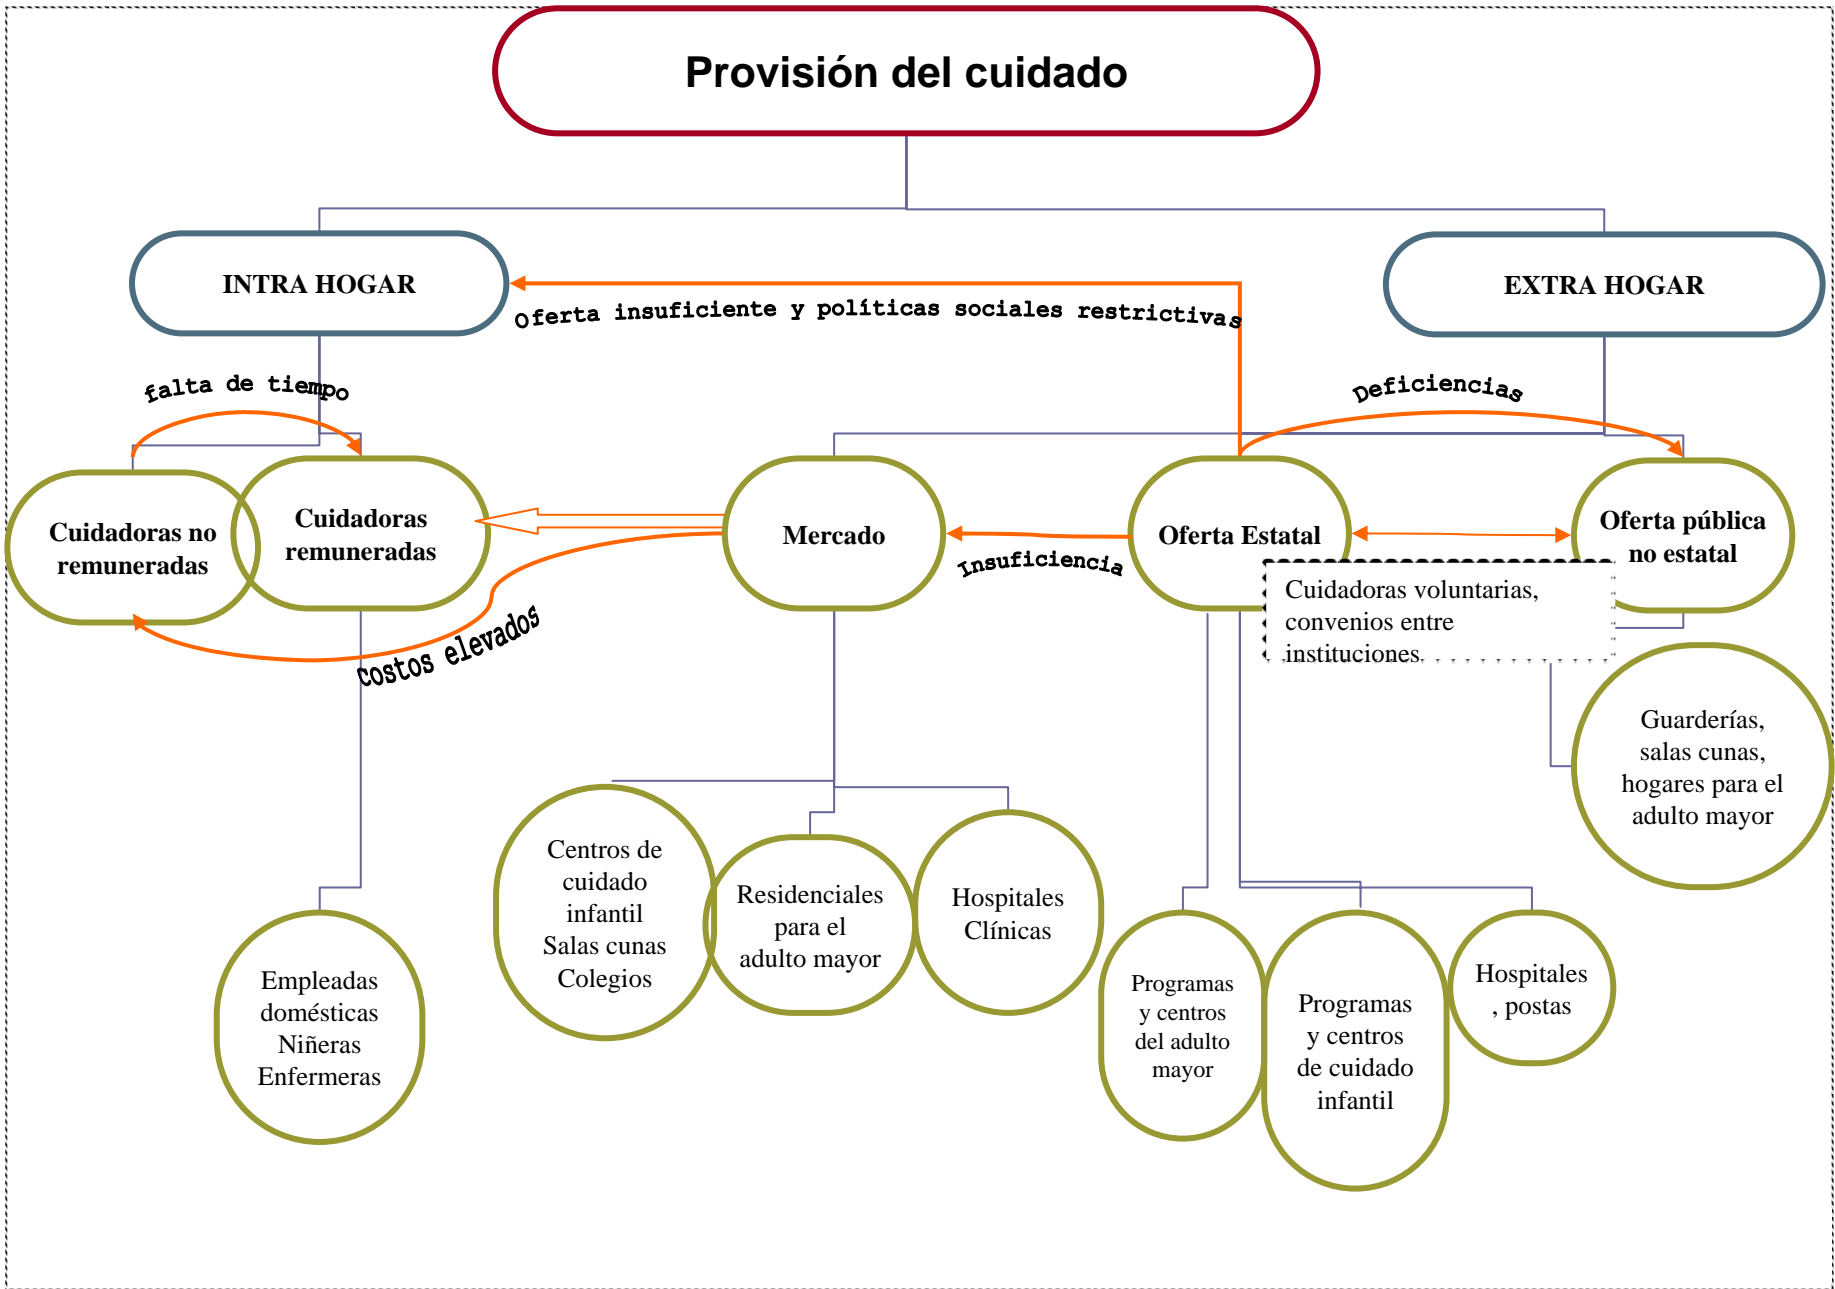 Provisión del cuidado
INTRA HOGAR
EXTRA HOGAR
Oferta insuficiente y políticas sociales restrictivas
falta de tiempo
Deficiencias
Cuidadoras no
remuneradas
Cuidadoras
remuneradas
Mercado
Oferta Estatal
Oferta pública
no estatal
Insuficiencia
Costos elevados
Cuidadoras voluntarias,
convenios entre
instituciones
Guarderías,
salas cunas,
hogares para el
adulto mayor
Centros de
cuidado
infantil
Salas cunas
Colegios
Residenciales
para el
adulto mayor
Hospitales
Clínicas
Empleadas
domésticas
Niñeras
Enfermeras
Programas
y centros
del adulto
mayor
Programas
y centros
de cuidado
infantil
Hospitales
, postas